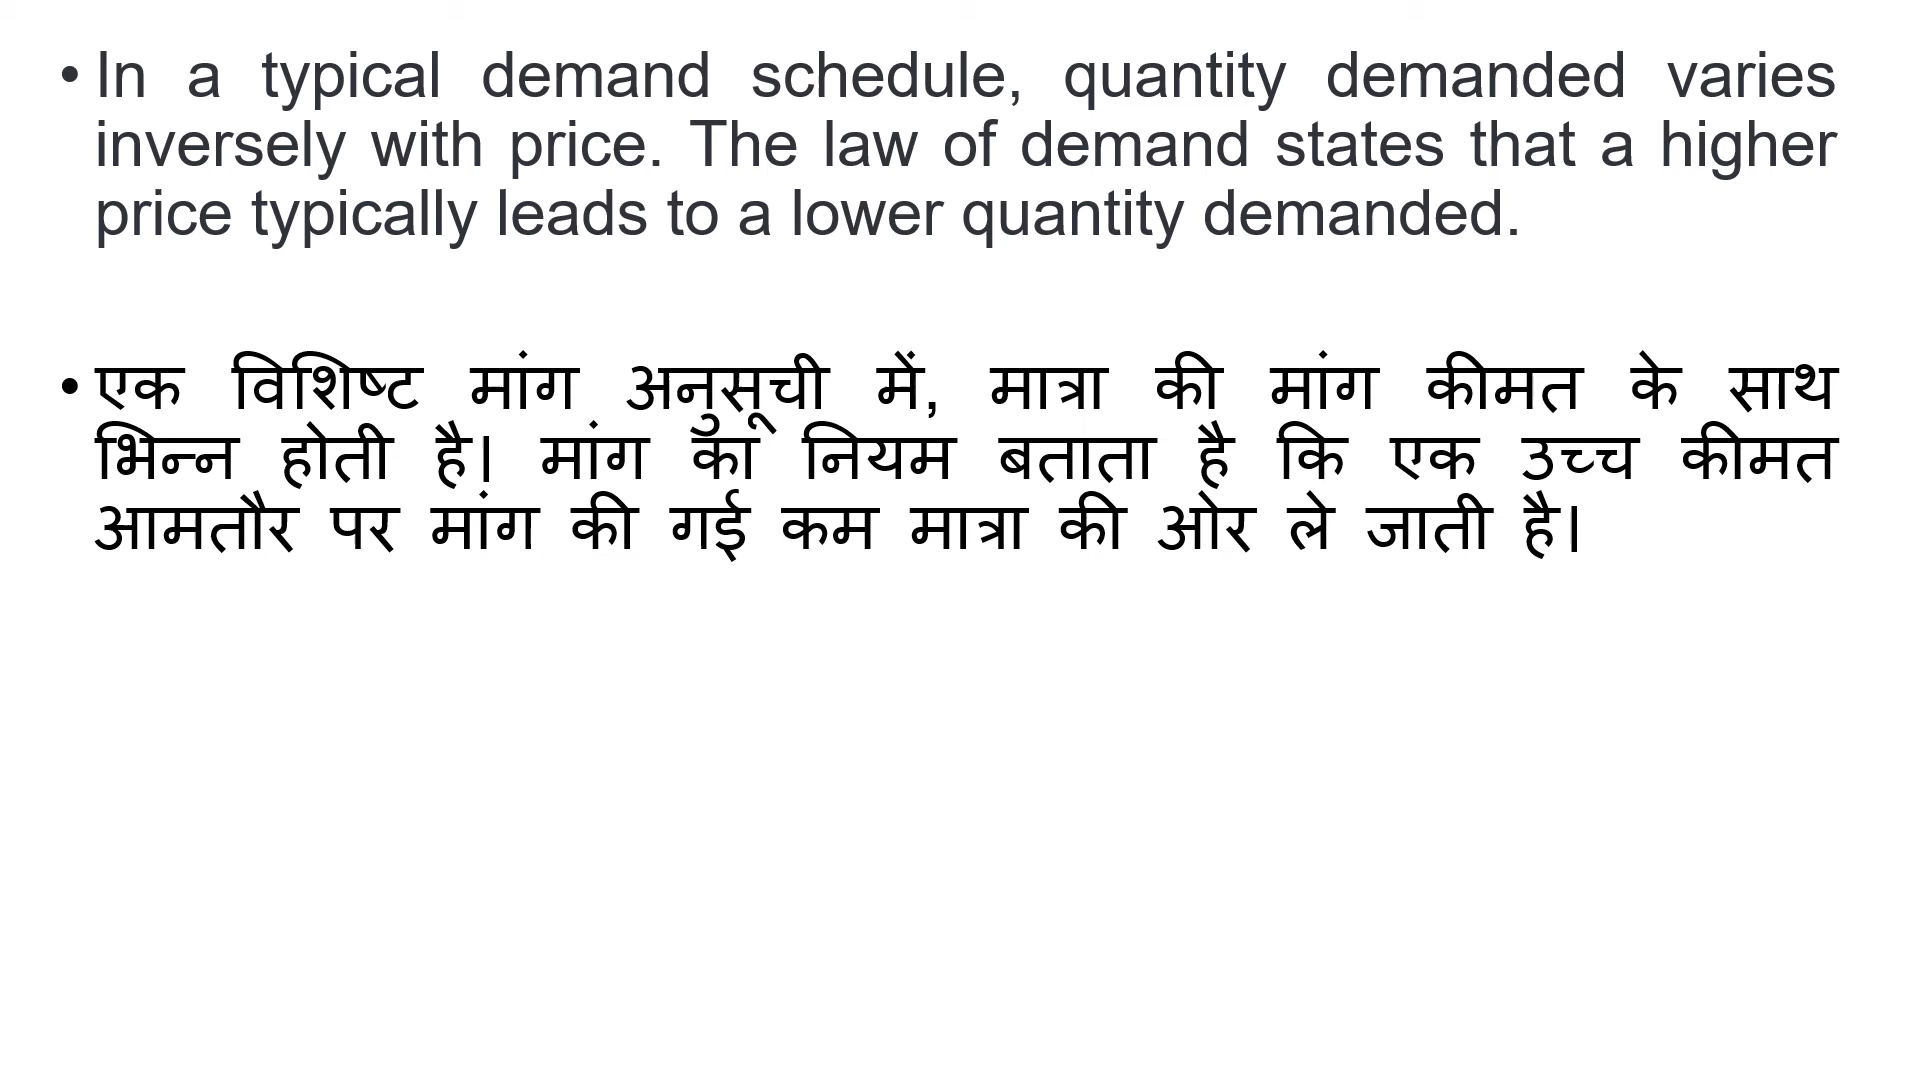 • In a typical demand schedule, quantity demanded varies
inversely with price. The law of demand states that a higher
price typically leads to a lower quantity demanded.
• एक विशिष्ट मांग अनुसूची में, मात्रा की मांग कीमत के साथ
भिन्न होती है। मांग का नियम बताता है कि एक उच्च कीमत
आमतौर पर मांग की गई कम मात्रा की ओर ले जाती है।